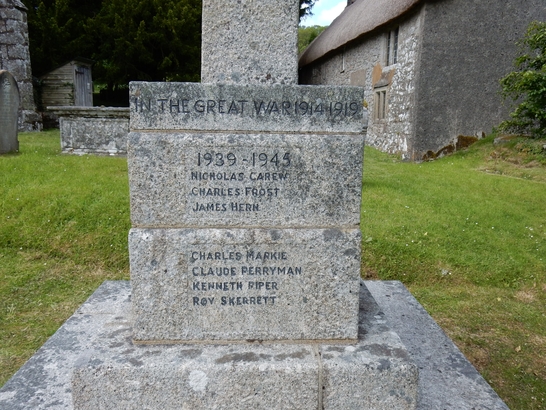 IN THE GREAT WAR 1914-1919
1939-1945
NICHOLAS CAREW
CHARLES FROST
JAMES HERN
CHARLES MARKIE
CLAUDE PERRYMAN
KENNETH PIPER
ROY SKERRETT